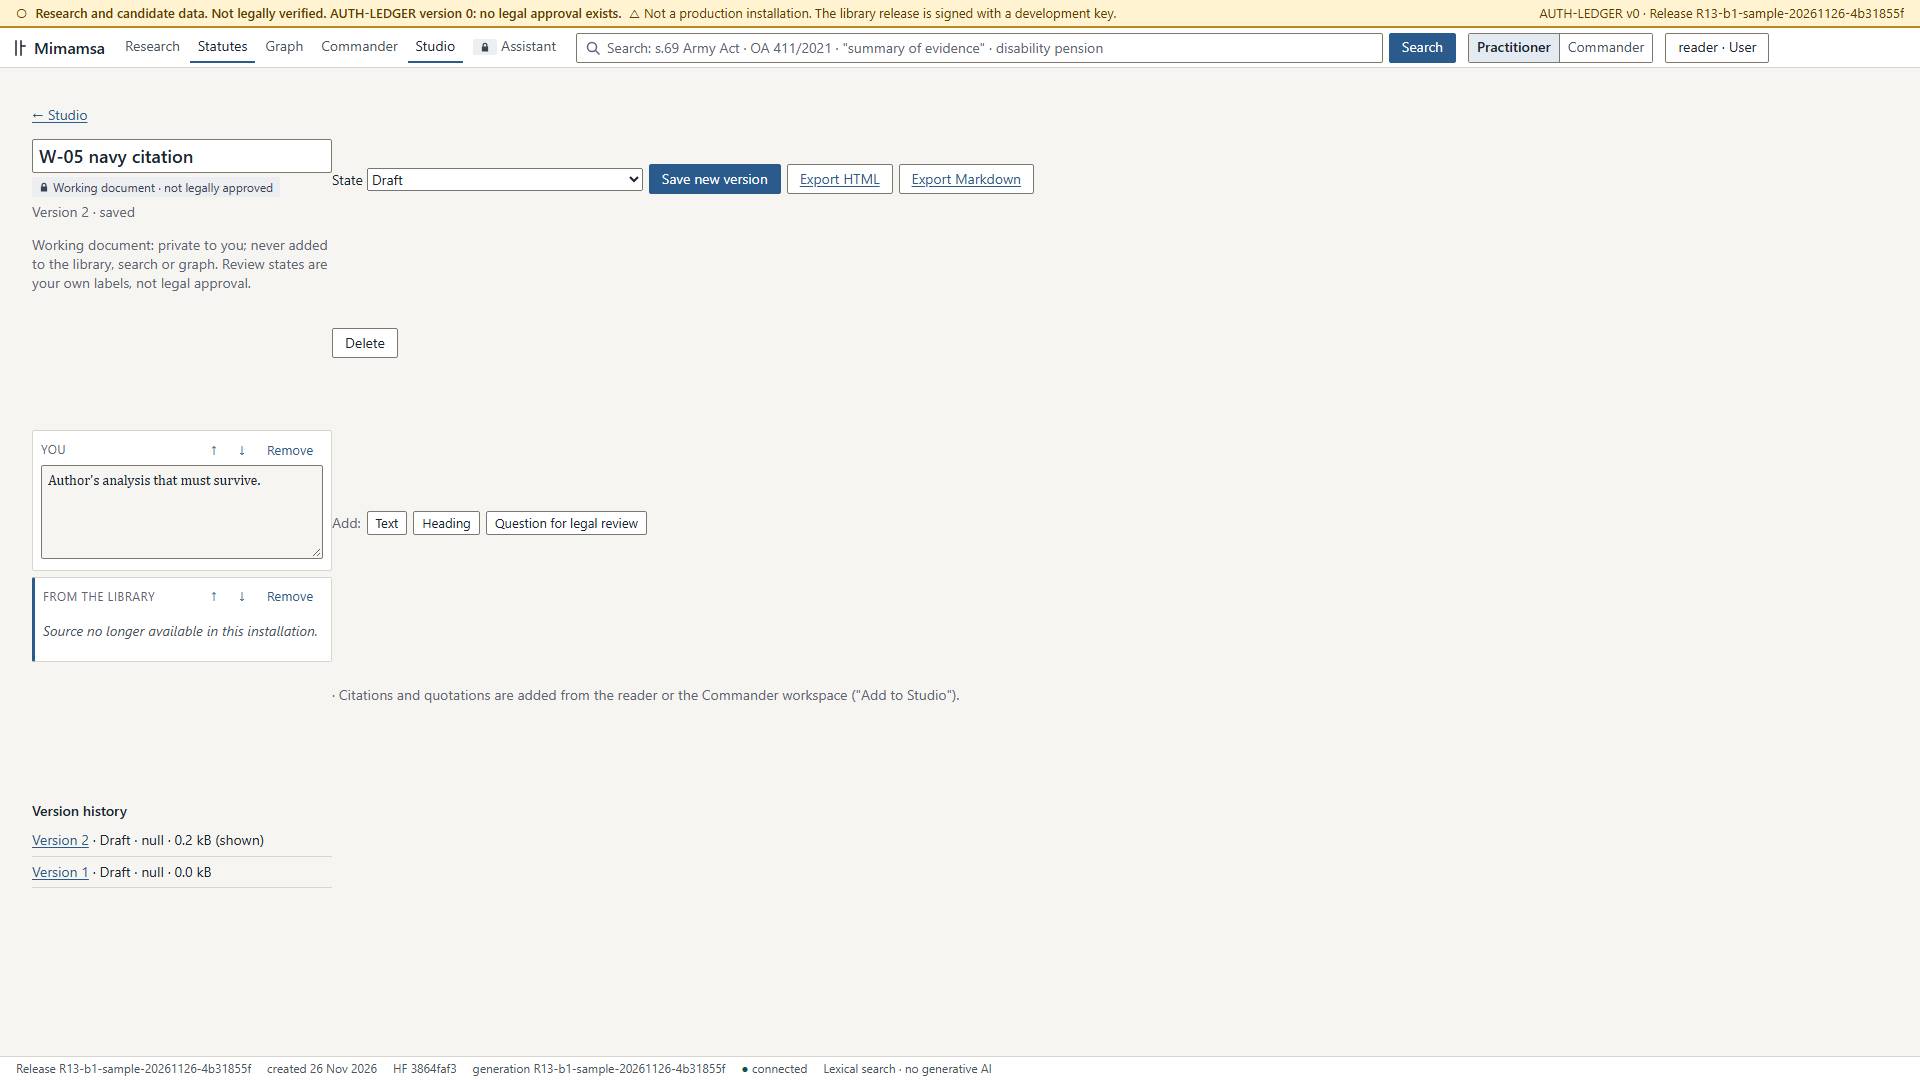 Research and candidate data. Not legally verified. AUTH-LEDGER version 0: no legal approval exists. ⚠ Not a production installation. The library release is signed with a development key. AUTH-LEDGER v0 · Release R13-b1-sample-20261126-4b31855f
Mimamsa Research Statutes Graph Commander Studio Assistant Search: s.69 Army Act · OA 411/2021 · "summary of evidence" · disability pension Search Practitioner Commander reader · User
← Studio
W-05 navy citation
Working document · not legally approved
State Draft Save new version Export HTML Export Markdown
Version 2 · saved
Working document: private to you; never added
to the library, search or graph. Review states are
your own labels, not legal approval.
Delete
YOU ↑ ↓ Remove
Author's analysis that must survive.
Add: Text Heading Question for legal review
FROM THE LIBRARY ↑ ↓ Remove
Source no longer available in this installation.
· Citations and quotations are added from the reader or the Commander workspace ("Add to Studio").
Version history
Version 2 · Draft · null · 0.2 kB (shown)
Version 1 · Draft · null · 0.0 kB
Release R13-b1-sample-20261126-4b31855f created 26 Nov 2026 HF 3864faf3 generation R13-b1-sample-20261126-4b31855f ● connected Lexical search · no generative AI